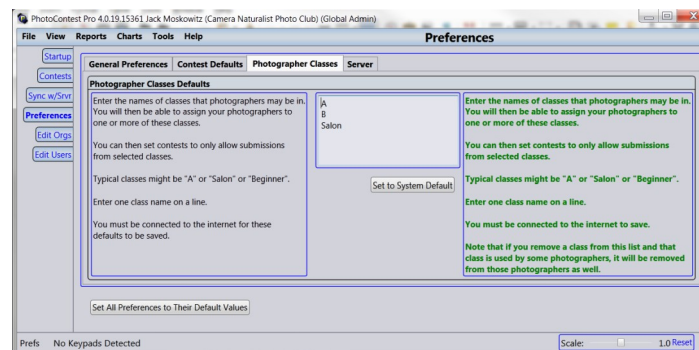 PhotoContest Pro 4.0.19.15361 Jack Moskowitz (Camera Naturalist Photo Club) (Global Admin)
File View Reports Charts Tools Help
Preferences
Startup
Contests
Sync w/Srvr
Preferences
Edit Orgs
Edit Users
General Preferences Contest Defaults Photographer Classes Server
Photographer Classes Defaults
Enter the names of classes that photographers may be in.
You will then be able to assign your photographers to
one or more of these classes.
You can then set contests to only allow submissions
from selected classes.
Typical classes might be "A" or "Salon" or "Beginner".
Enter one class name on a line.
You must be connected to the internet for these
defaults to be saved.
A
B
Salon
Set to System Default
Enter the names of classes that photographers may be in.
You will then be able to assign your photographers to
one or more of these classes.
You can then set contests to only allow submissions
from selected classes.
Typical classes might be "A" or "Salon" or "Beginner".
Enter one class name on a line.
You must be connected to the internet to save.
Note that if you remove a class from this list and that
class is used by some photographers, it will be removed
from those photographers as well.
Set All Preferences to Their Default Values
Prefs No Keypads Detected
Scale: 1.0 Reset